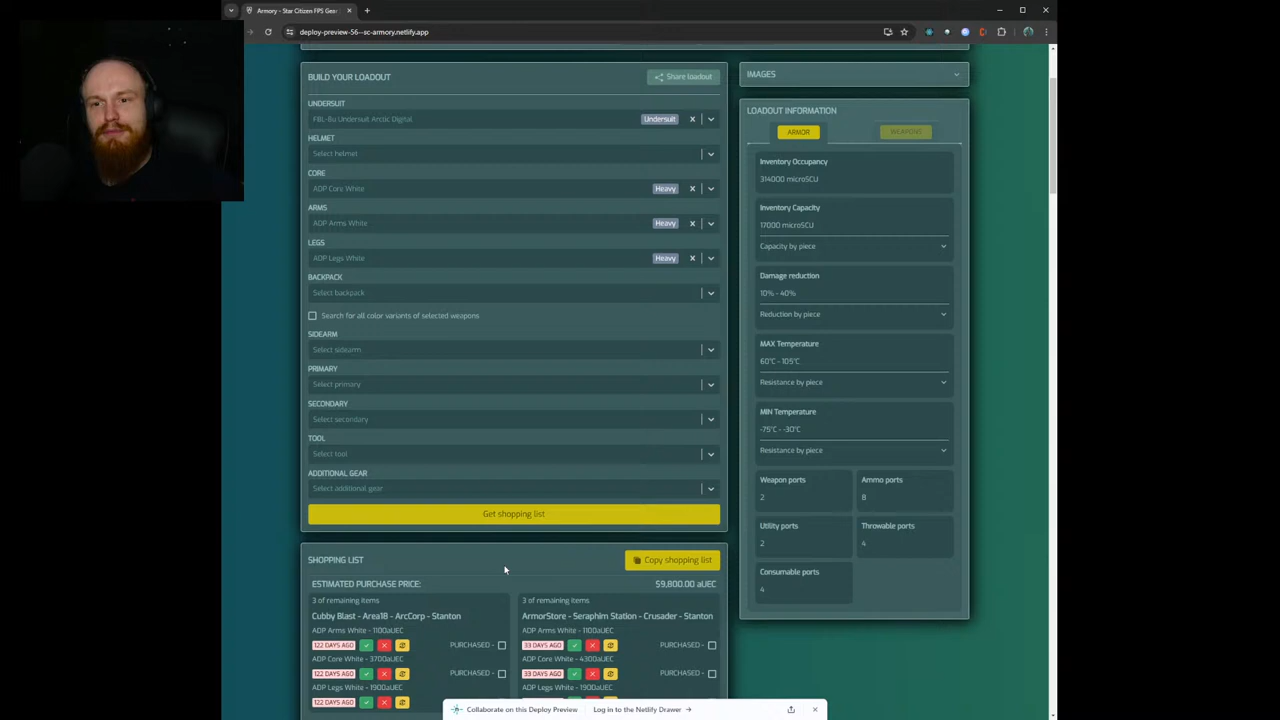 Armory - Star Citizen FPS Gea
deploy-preview-56--sc-armory.netlify.app
BUILD YOUR LOADOUT
Share loadout
UNDERSUIT
FBL-8u Undersuit Arctic Digital
Undersuit
HELMET
Select helmet
CORE
ADP Core White
Heavy
ARMS
ADP Arms White
Heavy
LEGS
ADP Legs White
Heavy
BACKPACK
Select backpack
Search for all color variants of selected weapons
SIDEARM
Select sidearm
PRIMARY
Select primary
SECONDARY
Select secondary
TOOL
Select tool
ADDITIONAL GEAR
Select additional gear
Get shopping list
SHOPPING LIST
Copy shopping list
ESTIMATED PURCHASE PRICE:
$9,800.00 aUEC
3 of remaining items
Cubby Blast - Area18 - ArcCorp - Stanton
ADP Arms White - 1100aUEC
122 DAYS AGO
PURCHASED -
ADP Core White - 3700aUEC
122 DAYS AGO
PURCHASED -
ADP Legs White - 1900aUEC
122 DAYS AGO
3 of remaining items
ArmorStore - Seraphim Station - Crusader - Stanton
ADP Arms White - 1100aUEC
33 DAYS AGO
PURCHASED -
ADP Core White - 4300aUEC
33 DAYS AGO
PURCHASED -
ADP Legs White - 1900aUEC
IMAGES
LOADOUT INFORMATION
ARMOR
WEAPONS
Inventory Occupancy
314000 microSCU
Inventory Capacity
17000 microSCU
Capacity by piece
Damage reduction
10% - 40%
Reduction by piece
MAX Temperature
60°C - 105°C
Resistance by piece
MIN Temperature
-75°C - -30°C
Resistance by piece
Weapon ports
2
Ammo ports
8
Utility ports
2
Throwable ports
4
Consumable ports
4
Collaborate on this Deploy Preview
Log in to the Netlify Drawer →